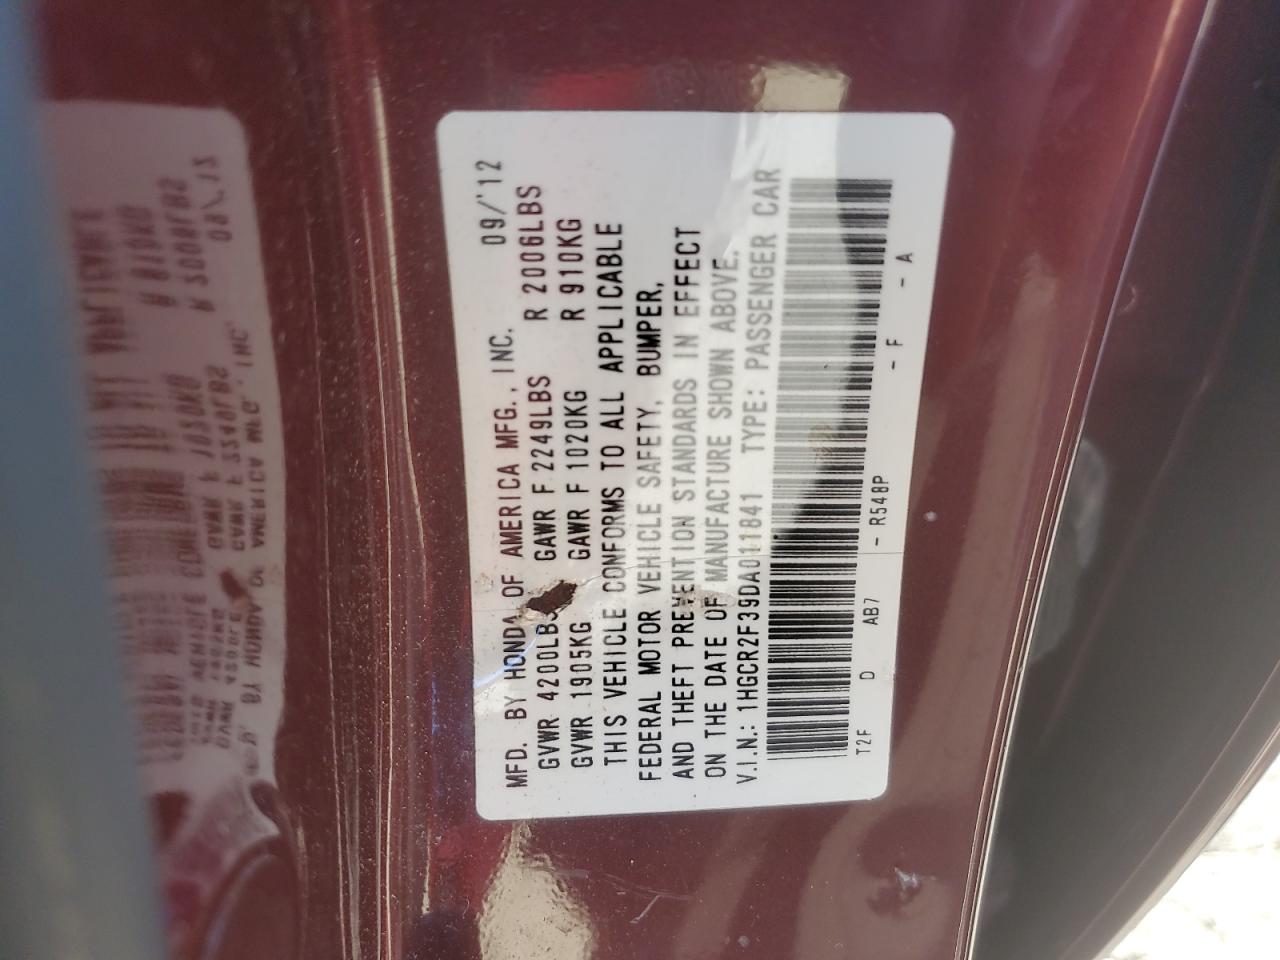 MFD. BY HONDA OF AMERICA MFG., INC. 09/'12
GVWR 4200LBS GAWR F 2249LBS R 2006LBS
GVWR 1905KG GAWR F 1020KG R 910KG
THIS VEHICLE CONFORMS TO ALL APPLICABLE
FEDERAL MOTOR VEHICLE SAFETY, BUMPER,
AND THEFT PREVENTION STANDARDS IN EFFECT
ON THE DATE OF MANUFACTURE SHOWN ABOVE.
V.I.N.: 1HGCR2F39DA011841 TYPE: PASSENGER CAR
T2F D AB7 - R548P - F - A